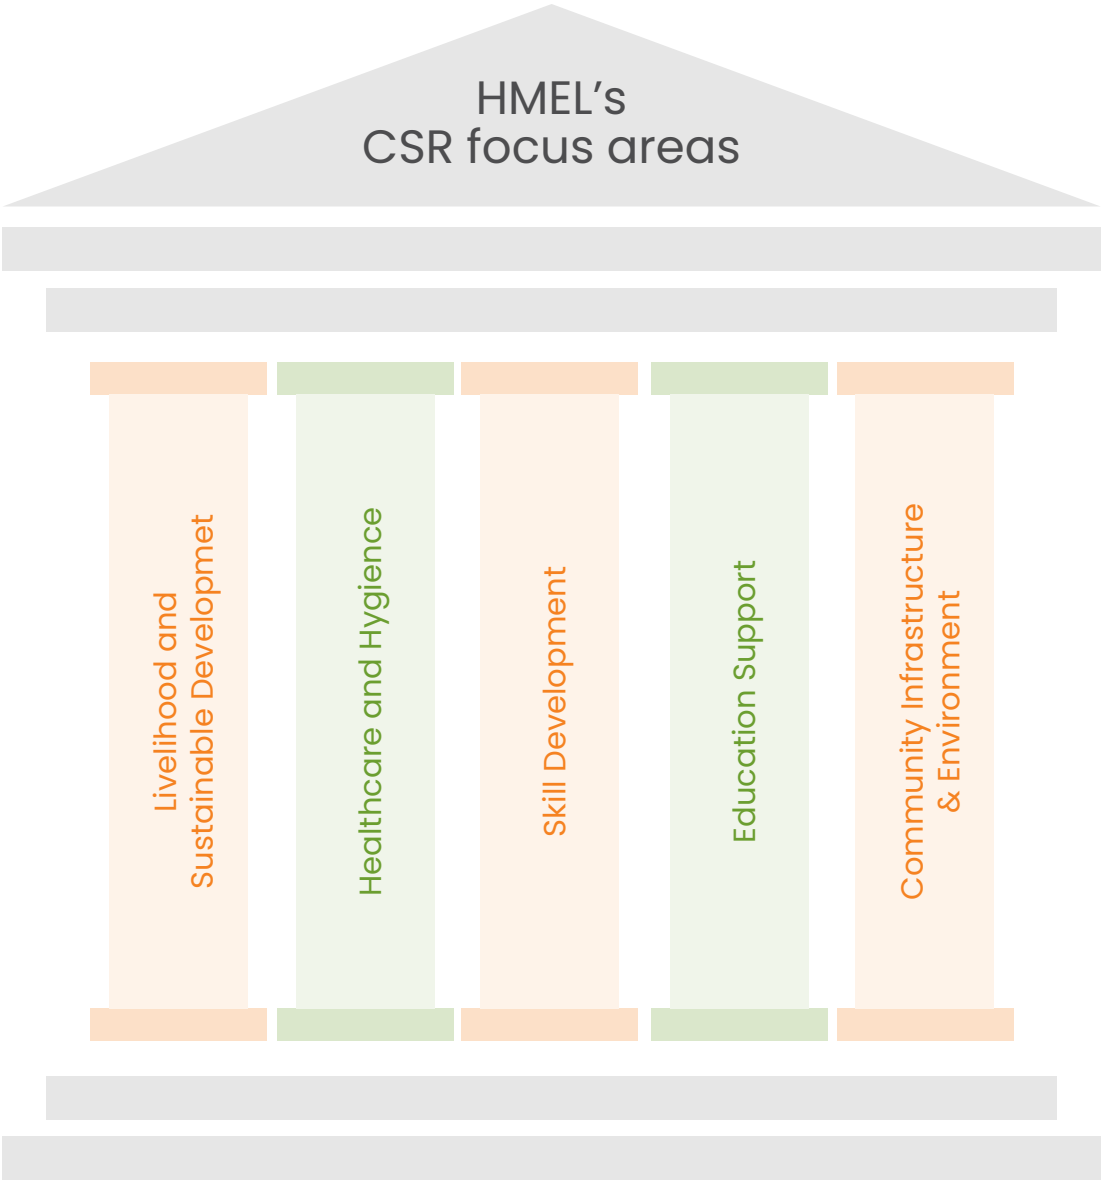 HMEL’s
CSR focus areas
Livelihood and
Sustainable Developmet
Healthcare and Hygience
Skill Development
Education Support
Community Infrastructure
& Environment